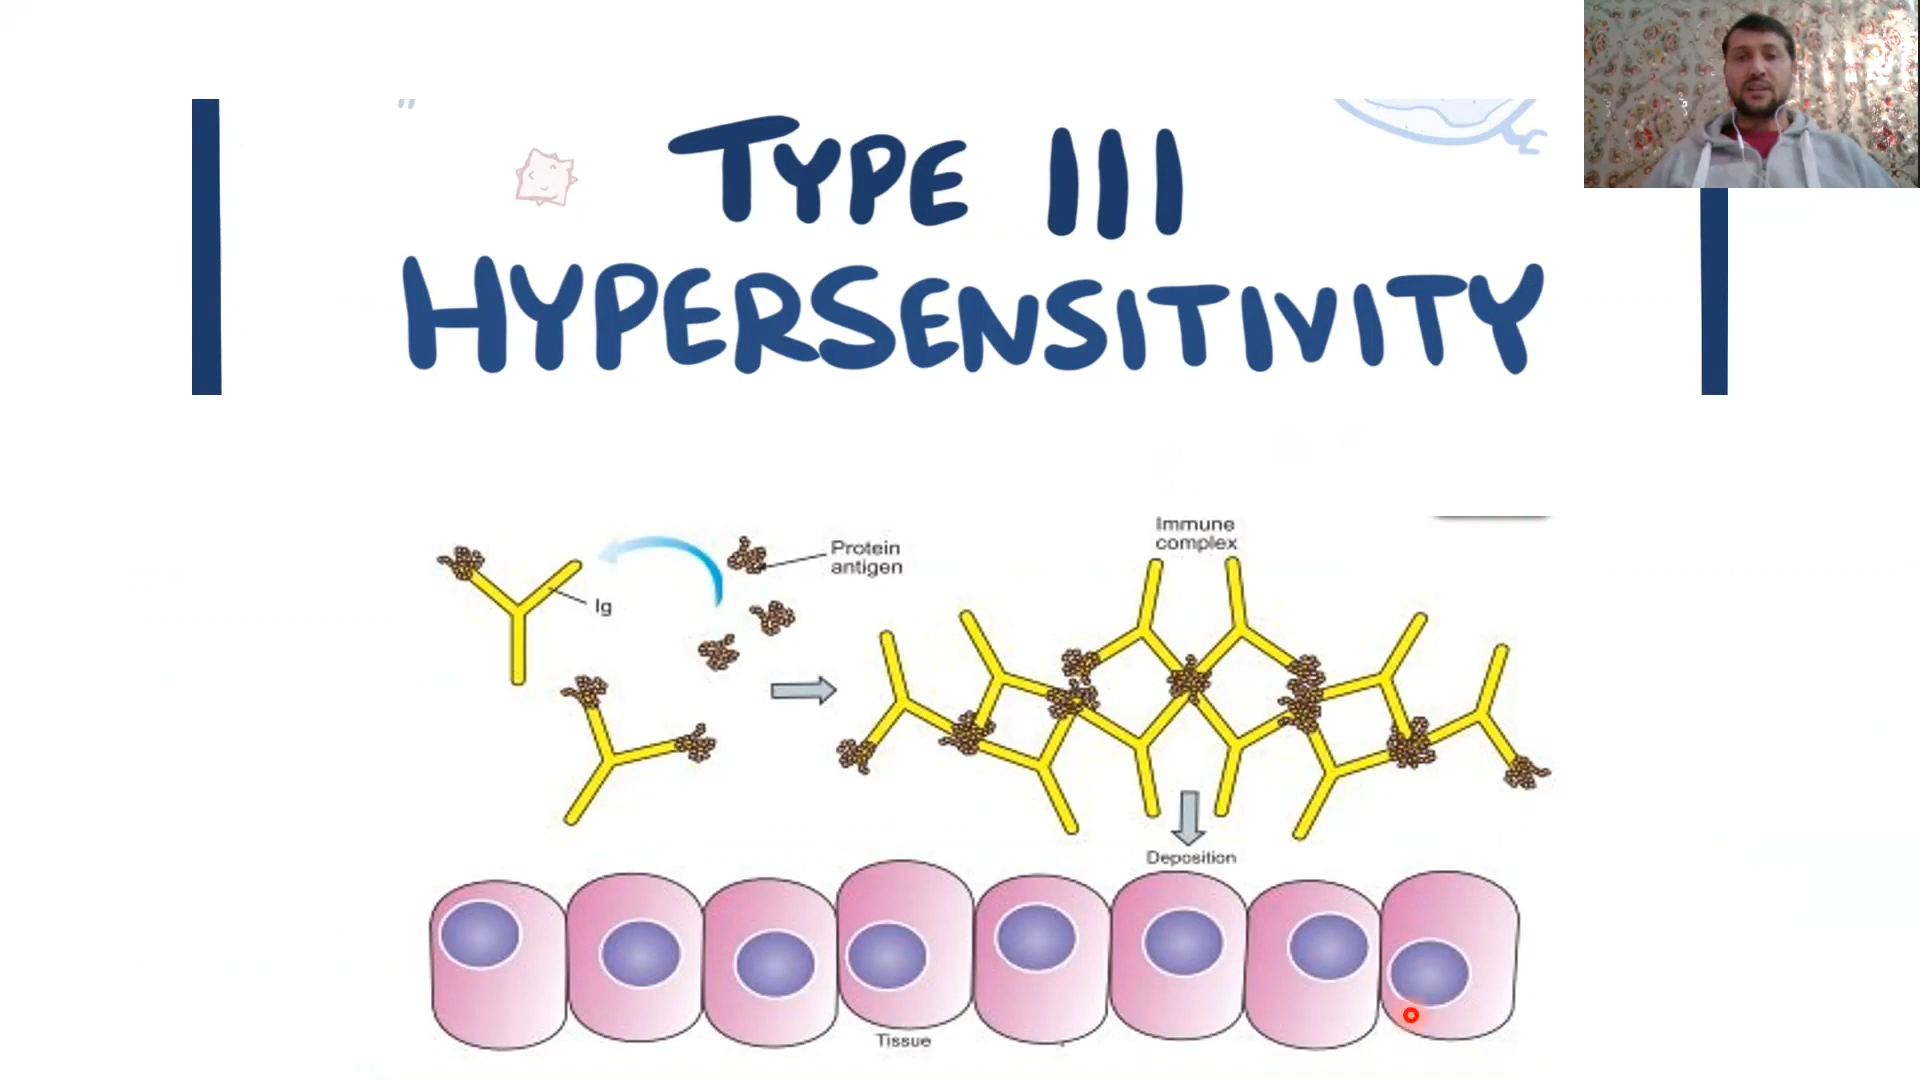 TYPE III
HYPERSENSITIVITY
Immune
complex
Protein
antigen
Ig
Deposition
Tissue